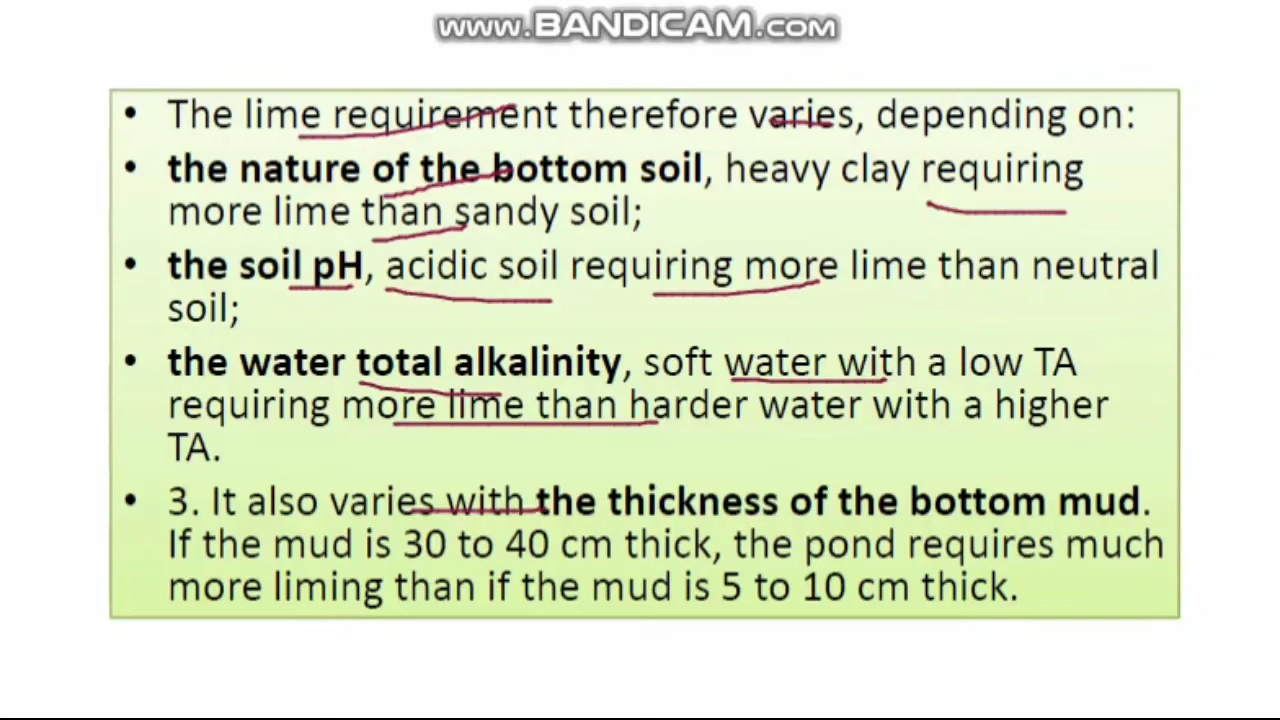 www.BANDICAM.com
• The lime requirement therefore varies, depending on:
• the nature of the bottom soil, heavy clay requiring
more lime than sandy soil;
• the soil pH, acidic soil requiring more lime than neutral
soil;
• the water total alkalinity, soft water with a low TA
requiring more lime than harder water with a higher
TA.
• 3. It also varies with the thickness of the bottom mud.
If the mud is 30 to 40 cm thick, the pond requires much
more liming than if the mud is 5 to 10 cm thick.